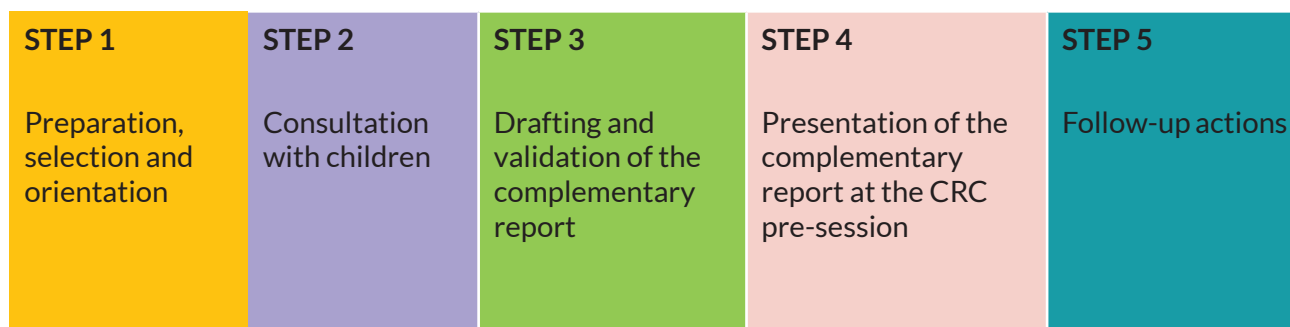 STEP 1
Preparation,
selection and
orientation
STEP 2
Consultation
with children
STEP 3
Drafting and
validation of the
complementary
report
STEP 4
Presentation of the
complementary
report at the CRC
pre-session
STEP 5
Follow-up actions